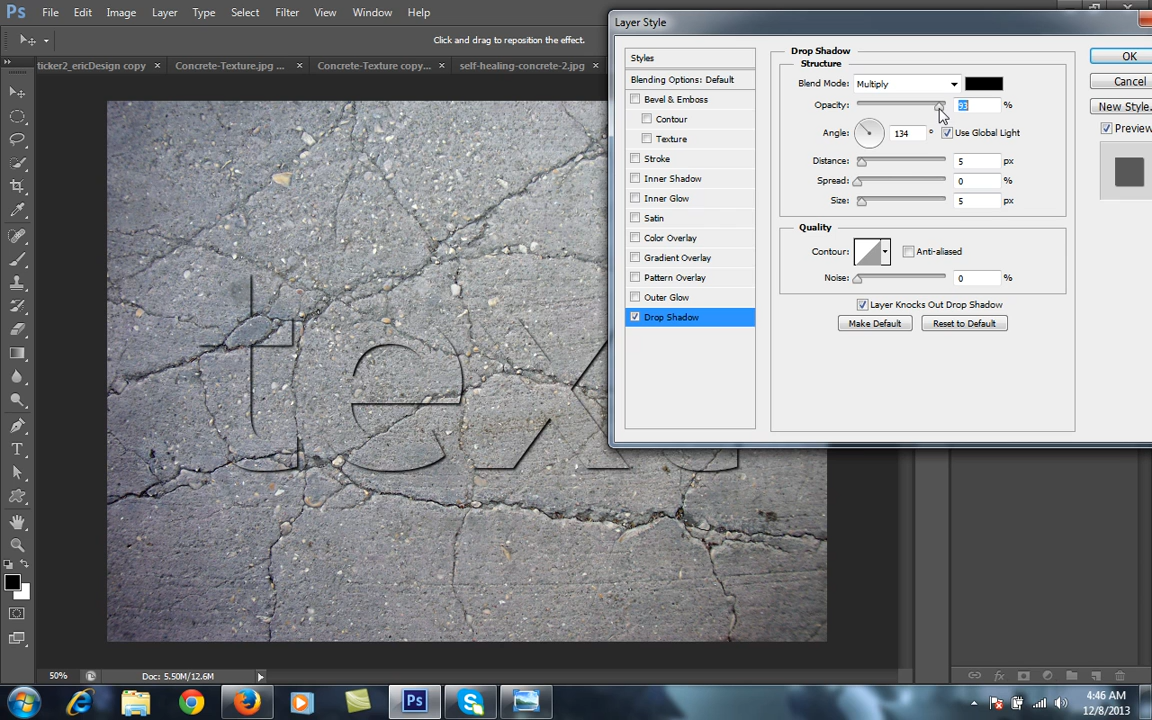 Ps File Edit Image Layer Type Select Filter View Window Help
Layer Style
Click and drag to reposition the effect.
ticker2_ericDesign copy × Concrete-Texture.jpg ... × Concrete-Texture copy... × self-healing-concrete-2.jpg ×
Styles
Blending Options: Default
Bevel & Emboss
Contour
Texture
Stroke
Inner Shadow
Inner Glow
Satin
Color Overlay
Gradient Overlay
Pattern Overlay
Outer Glow
Drop Shadow
Drop Shadow
Structure
Blend Mode: Multiply
Opacity: 93 %
Angle: 134 ° Use Global Light
Distance: 5 px
Spread: 0 %
Size: 5 px
Quality
Contour: Anti-aliased
Noise: 0 %
Layer Knocks Out Drop Shadow
Make Default Reset to Default
OK
Cancel
New Style.
Preview
50% Doc: 5.50M/12.6M
fx
Ps
4:46 AM
12/8/2013